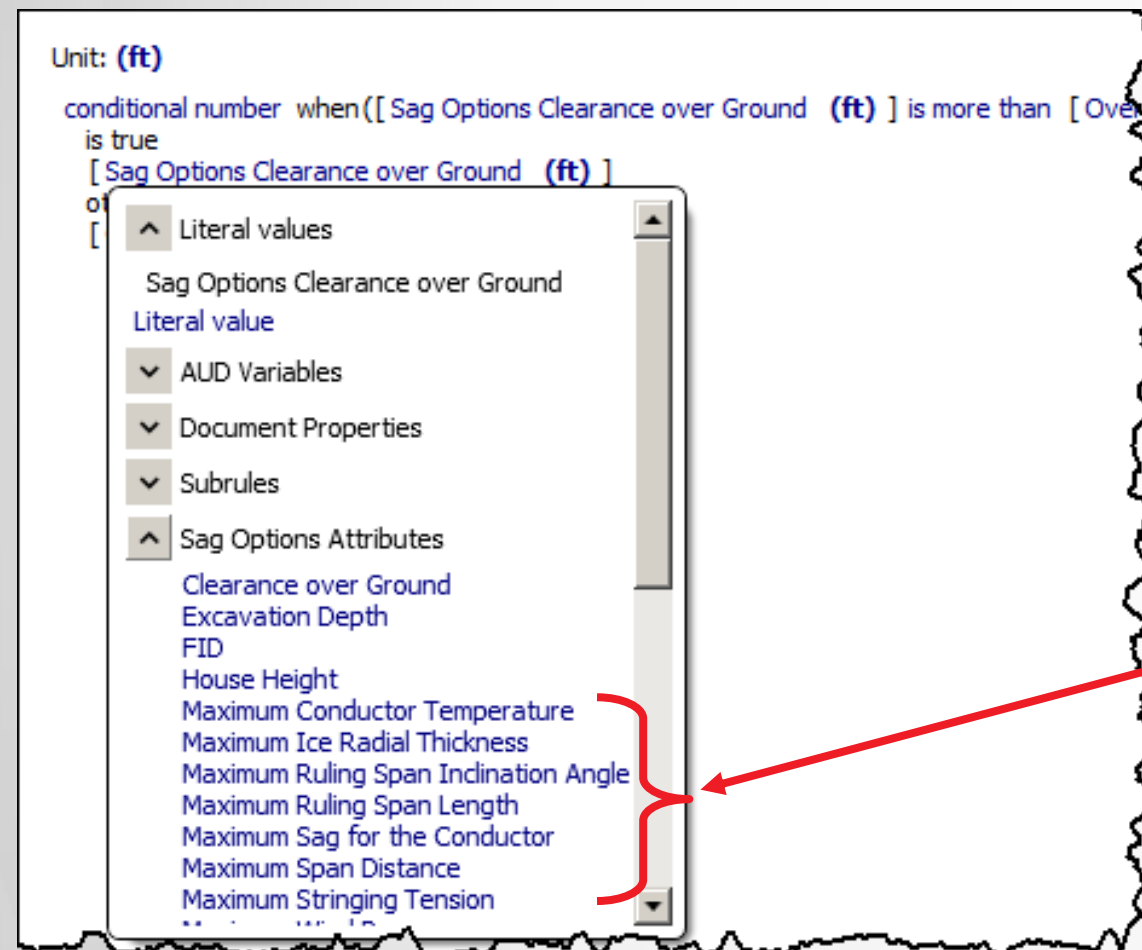 Unit: (ft)
conditional number when([ Sag Options Clearance over Ground (ft) ] is more than [ Over
is true
[ Sag Options Clearance over Ground (ft) ]
ot
[
Literal values
Sag Options Clearance over Ground
Literal value
AUD Variables
Document Properties
Subrules
Sag Options Attributes
Clearance over Ground
Excavation Depth
FID
House Height
Maximum Conductor Temperature
Maximum Ice Radial Thickness
Maximum Ruling Span Inclination Angle
Maximum Ruling Span Length
Maximum Sag for the Conductor
Maximum Span Distance
Maximum Stringing Tension